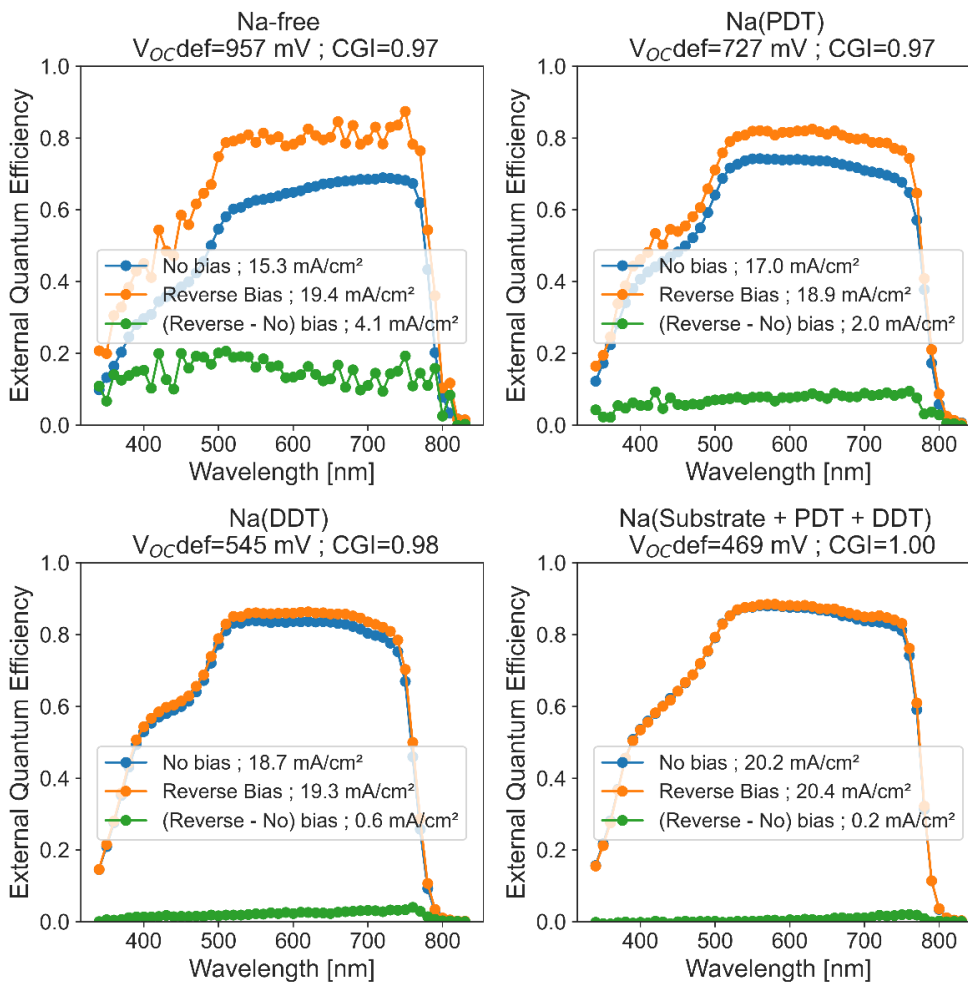 Na-free
V_OCdef=957 mV ; CGI=0.97
1.0
0.8
0.6
0.4
0.2
0.0
External Quantum Efficiency
No bias ; 15.3 mA/cm²
Reverse Bias ; 19.4 mA/cm²
(Reverse - No) bias ; 4.1 mA/cm²
400 500 600 700 800
Wavelength [nm]
Na(PDT)
V_OCdef=727 mV ; CGI=0.97
1.0
0.8
0.6
0.4
0.2
0.0
External Quantum Efficiency
No bias ; 17.0 mA/cm²
Reverse Bias ; 18.9 mA/cm²
(Reverse - No) bias ; 2.0 mA/cm²
400 500 600 700 800
Wavelength [nm]
Na(DDT)
V_OCdef=545 mV ; CGI=0.98
1.0
0.8
0.6
0.4
0.2
0.0
External Quantum Efficiency
No bias ; 18.7 mA/cm²
Reverse Bias ; 19.3 mA/cm²
(Reverse - No) bias ; 0.6 mA/cm²
400 500 600 700 800
Wavelength [nm]
Na(Substrate + PDT + DDT)
V_OCdef=469 mV ; CGI=1.00
1.0
0.8
0.6
0.4
0.2
0.0
External Quantum Efficiency
No bias ; 20.2 mA/cm²
Reverse Bias ; 20.4 mA/cm²
(Reverse - No) bias ; 0.2 mA/cm²
400 500 600 700 800
Wavelength [nm]